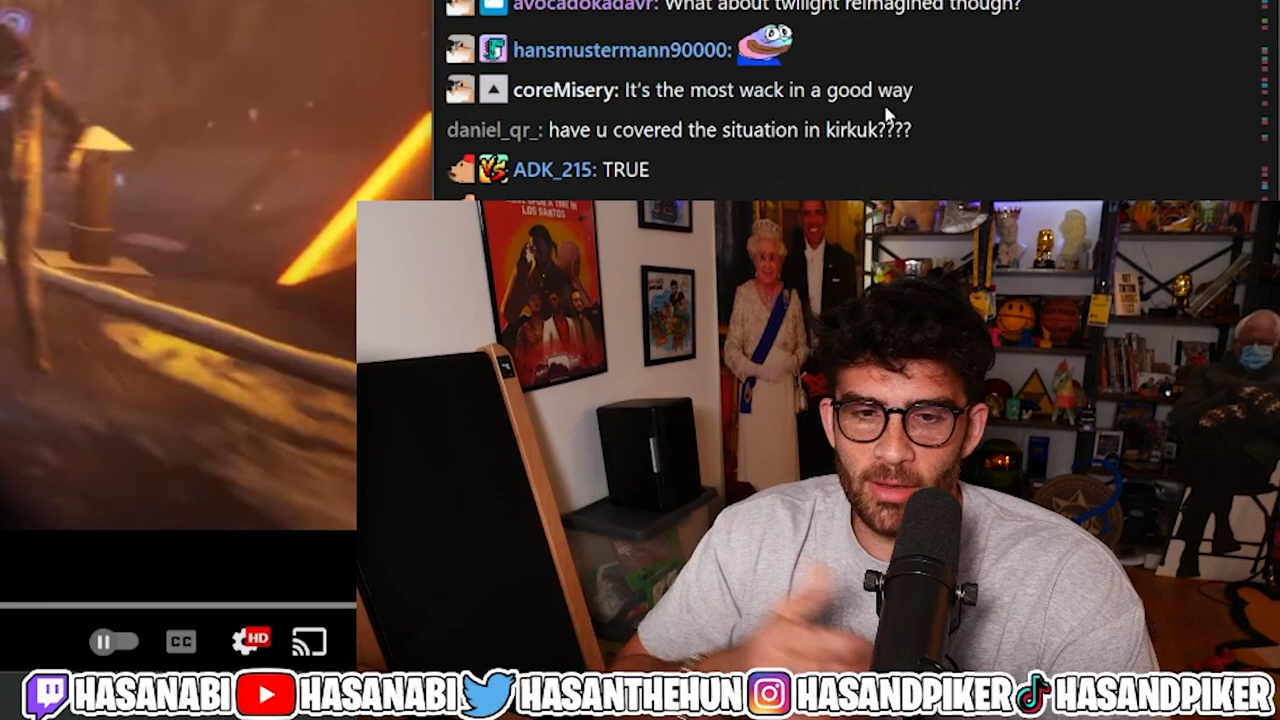 avocadokadavr: What about twilight reimagined though?
hansmustermann90000:
coreMisery: It's the most wack in a good way
daniel_qr_: have u covered the situation in kirkuk????
ADK_215: TRUE
LOS SANTOS
CC
HD
HASANABI HASANABI HASANTHEHUN HASANDPIKER HASANDPIKER